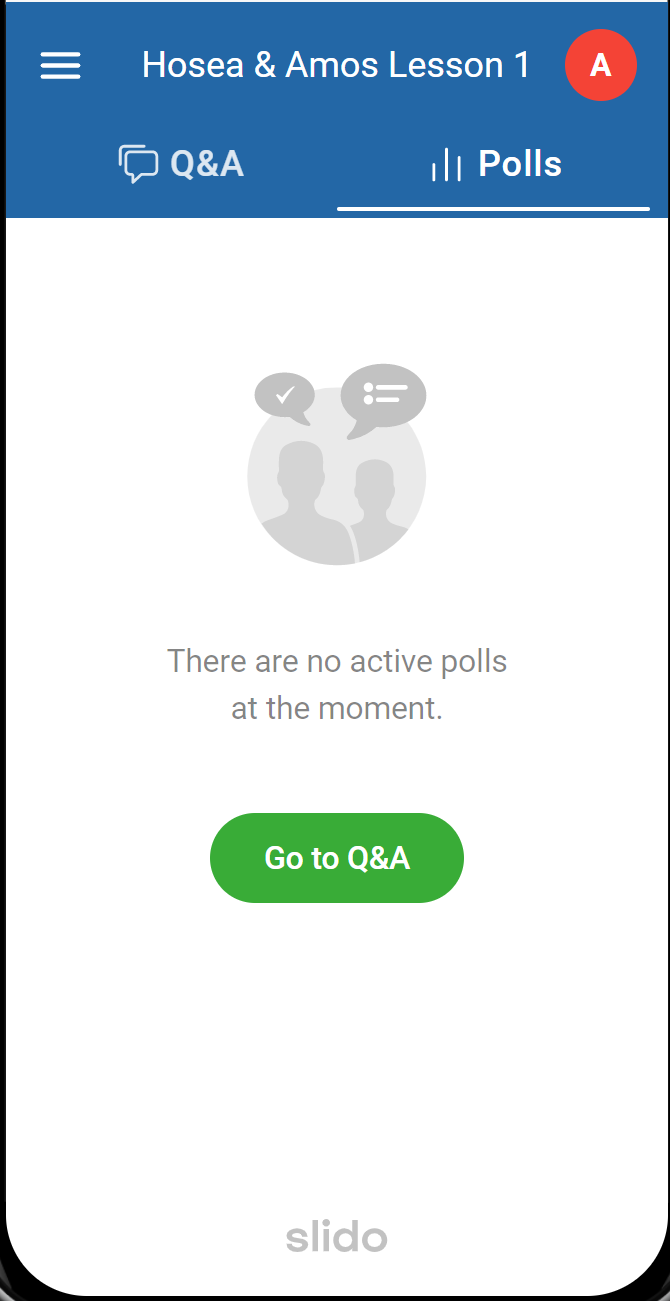 Hosea & Amos Lesson 1
A
Q&A
Polls
There are no active polls
at the moment.
Go to Q&A
slido